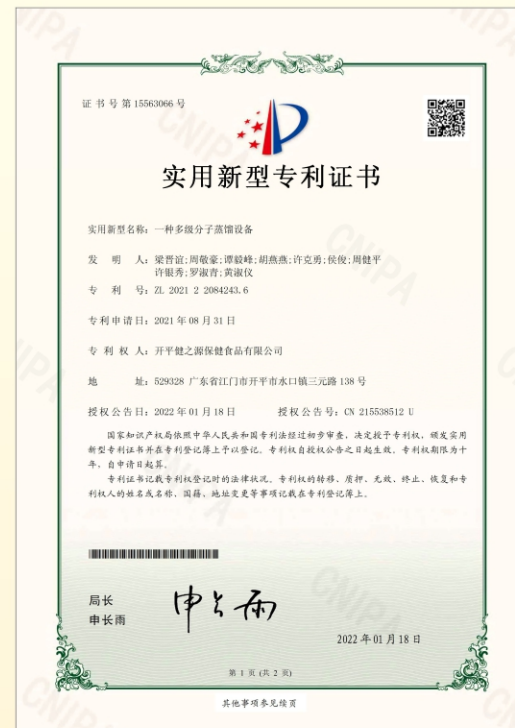 证书号第15563066号
实用新型专利证书
实用新型名称：一种多级分子蒸馏设备
发 明 人：梁晋谊;周敬豪;谭毅峰;胡燕燕;许克勇;侯俊;周健平
许银秀;罗淑青;黄淑仪
专 利 号：ZL 2021 2 2084243.6
专利申请日：2021年08月31日
专 利 权 人：开平健之源保健食品有限公司
地 址：529328 广东省江门市开平市水口镇三元路138号
授权公告日：2022年01月18日 授权公告号：CN 215538512 U
国家知识产权局依照中华人民共和国专利法经过初步审查，决定授予专利权，颁发实用
新型专利证书并在专利登记簿上予以登记。专利权自授权公告之日起生效。专利权期限为十
年，自申请日起算。
专利证书记载专利权登记时的法律状况。专利权的转移、质押、无效、终止、恢复和专
利权人的姓名或名称、国籍、地址变更等事项记载在专利登记簿上。
局长
申长雨
申长雨
2022年01月18日
第 1 页 (共 2 页)
其他事项参见续页
CNIPA
CNIPA
CNIPA
CNIPA
CNIPA